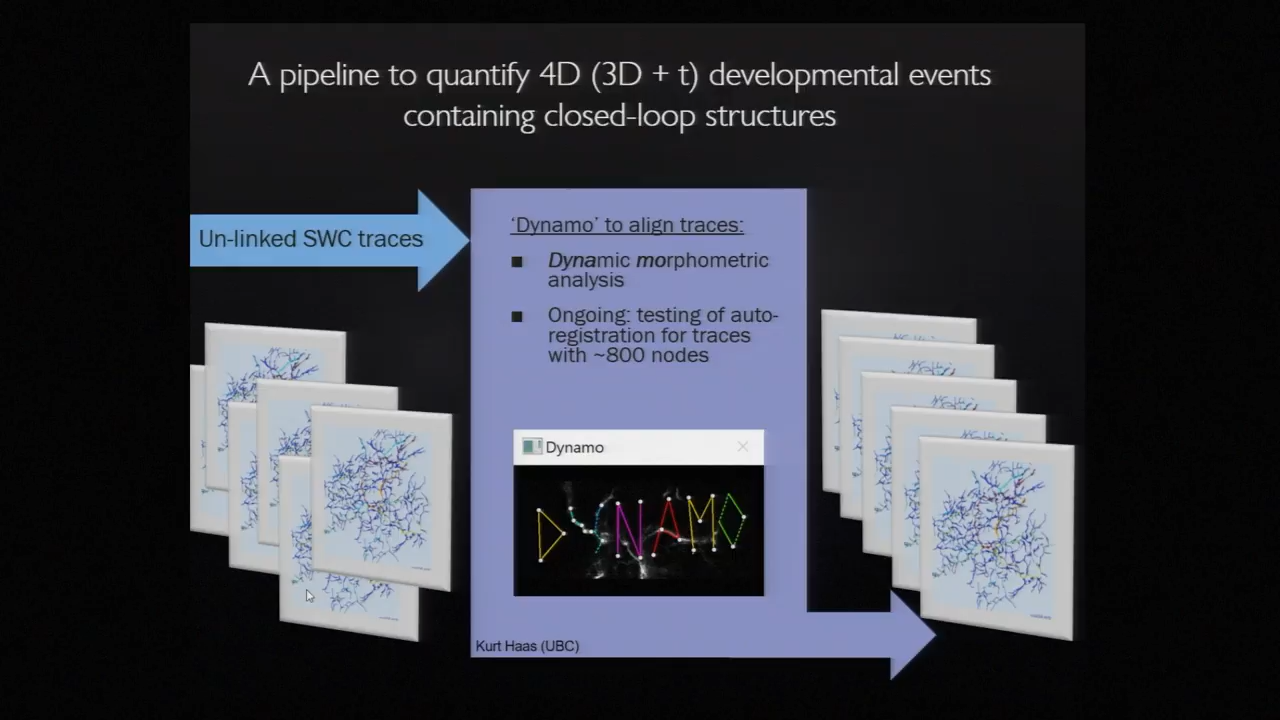 A pipeline to quantify 4D (3D + t) developmental events
containing closed-loop structures
Un-linked SWC traces
‘Dynamo’ to align traces:
■ Dynamic morphometric
analysis
■ Ongoing: testing of auto-
registration for traces
with ~800 nodes
Dynamo
DYNAMO
Kurt Haas (UBC)